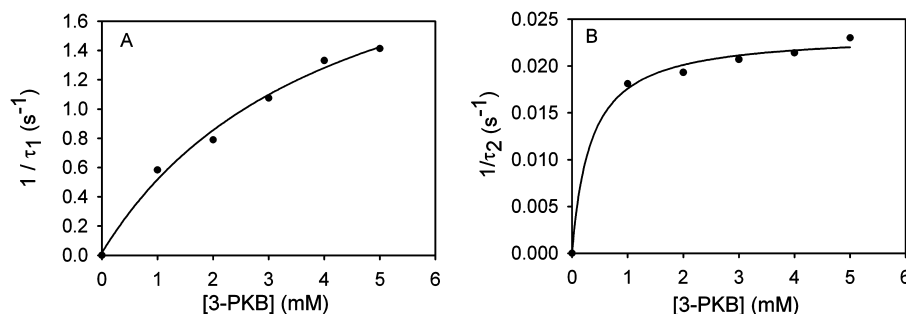 A
1.6
1.4
1.2
1.0
0.8
0.6
0.4
0.2
0.0
1 / τ1 (s-1)
0 1 2 3 4 5 6
[3-PKB] (mM)
B
0.025
0.020
0.015
0.010
0.005
0.000
1/τ2 (s-1)
0 1 2 3 4 5 6
[3-PKB] (mM)